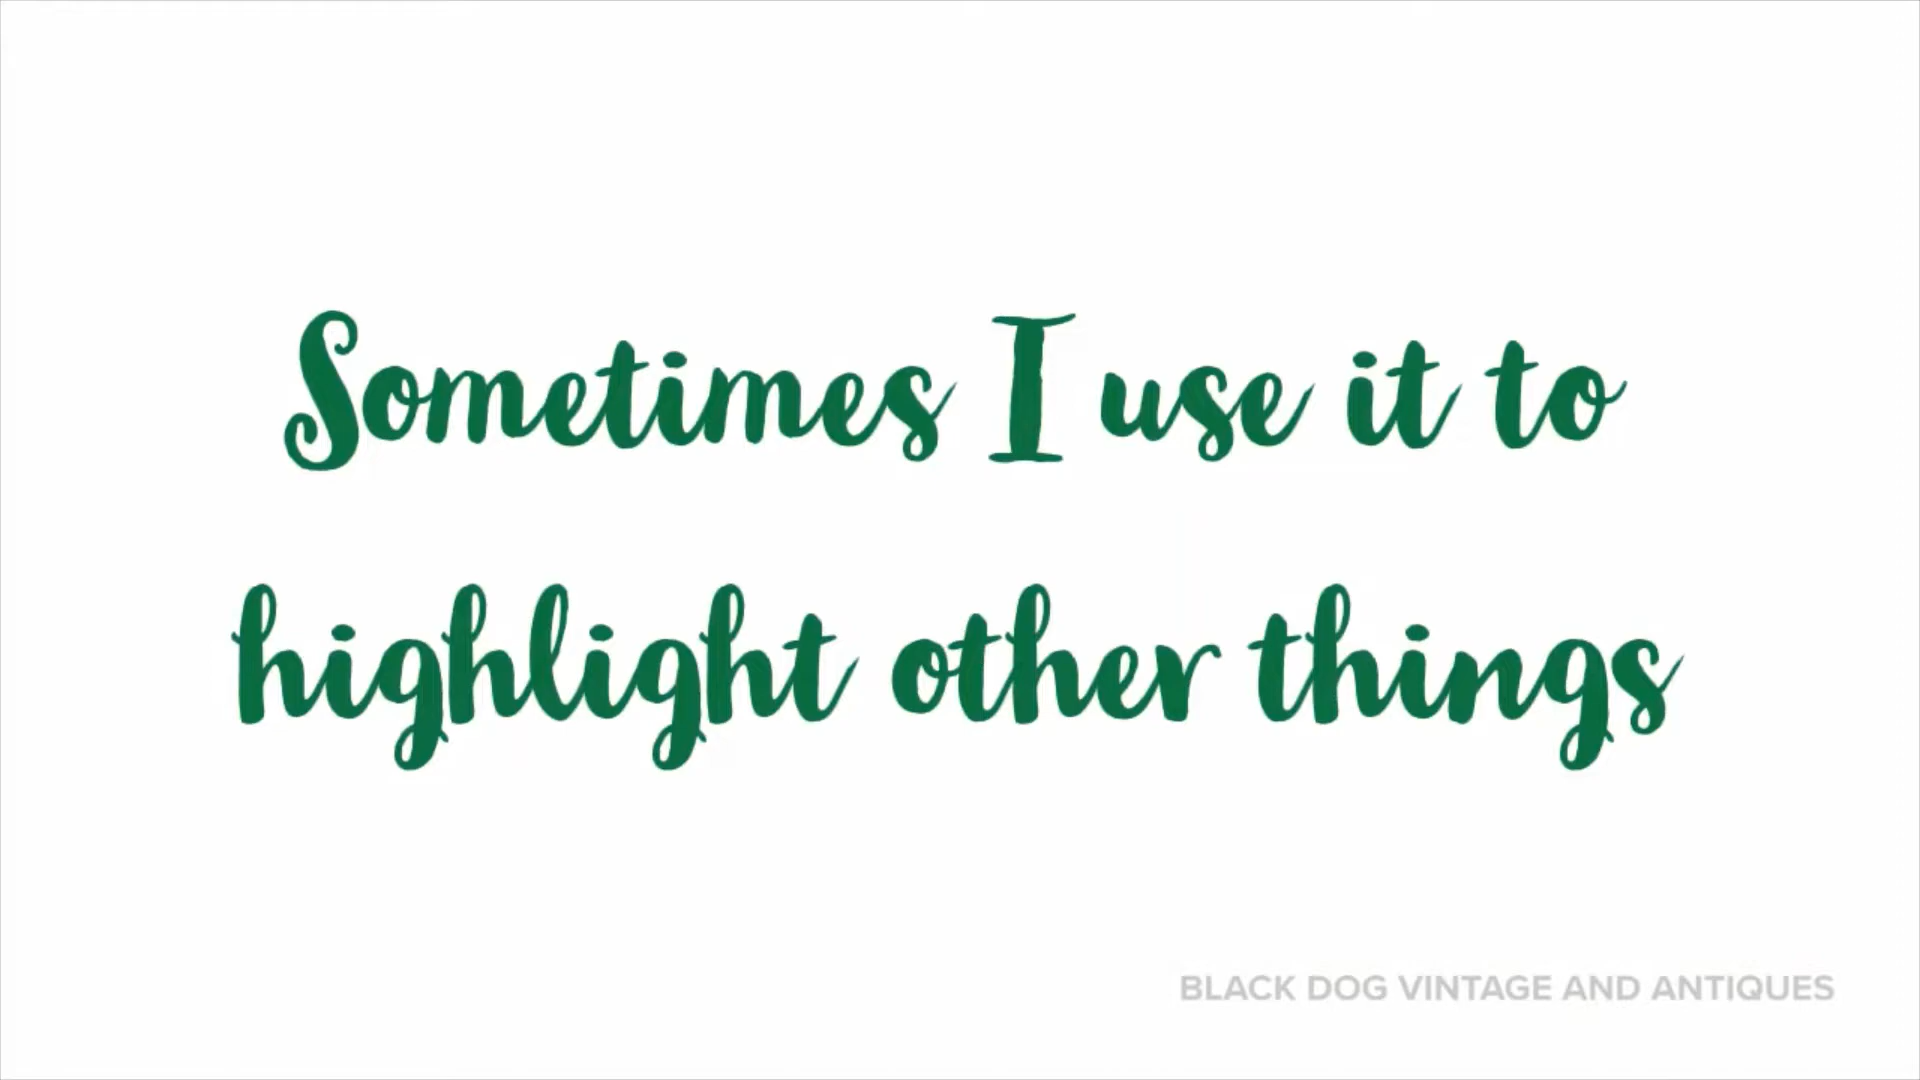 Sometimes I use it to
highlight other things
BLACK DOG VINTAGE AND ANTIQUES